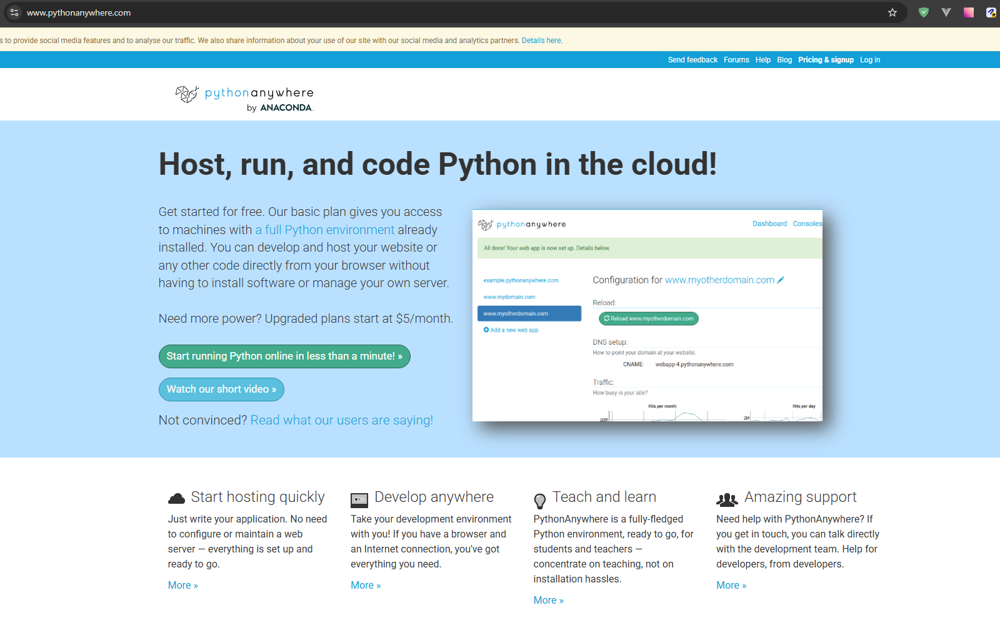 www.pythonanywhere.com
s to provide social media features and to analyse our traffic. We also share information about your use of our site with our social media and analytics partners. Details here.
Send feedback Forums Help Blog Pricing & signup Log in
pythonanywhere
by ANACONDA.
Host, run, and code Python in the cloud!
Get started for free. Our basic plan gives you access
to machines with a full Python environment already
installed. You can develop and host your website or
any other code directly from your browser without
having to install software or manage your own server.
Need more power? Upgraded plans start at $5/month.
Start running Python online in less than a minute! »
Watch our short video »
Not convinced? Read what our users are saying!
pythonanywhere
Dashboard Consoles
All done! Your web app is now set up. Details below.
example.pythonanywhere.com
www.mydomain.com
www.myotherdomain.com
Add a new web app
Configuration for www.myotherdomain.com
Reload:
Reload www.myotherdomain.com
DNS setup:
How to point your domain at your website.
CNAME: webapp-4.pythonanywhere.com
Traffic:
How busy is your site?
Hits per month
Hits per day
2M
Start hosting quickly
Just write your application. No need
to configure or maintain a web
server — everything is set up and
ready to go.
More »
Develop anywhere
Take your development environment
with you! If you have a browser and
an Internet connection, you've got
everything you need.
More »
Teach and learn
PythonAnywhere is a fully-fledged
Python environment, ready to go, for
students and teachers —
concentrate on teaching, not on
installation hassles.
More »
Amazing support
Need help with PythonAnywhere? If
you get in touch, you can talk directly
with the development team. Help for
developers, from developers.
More »